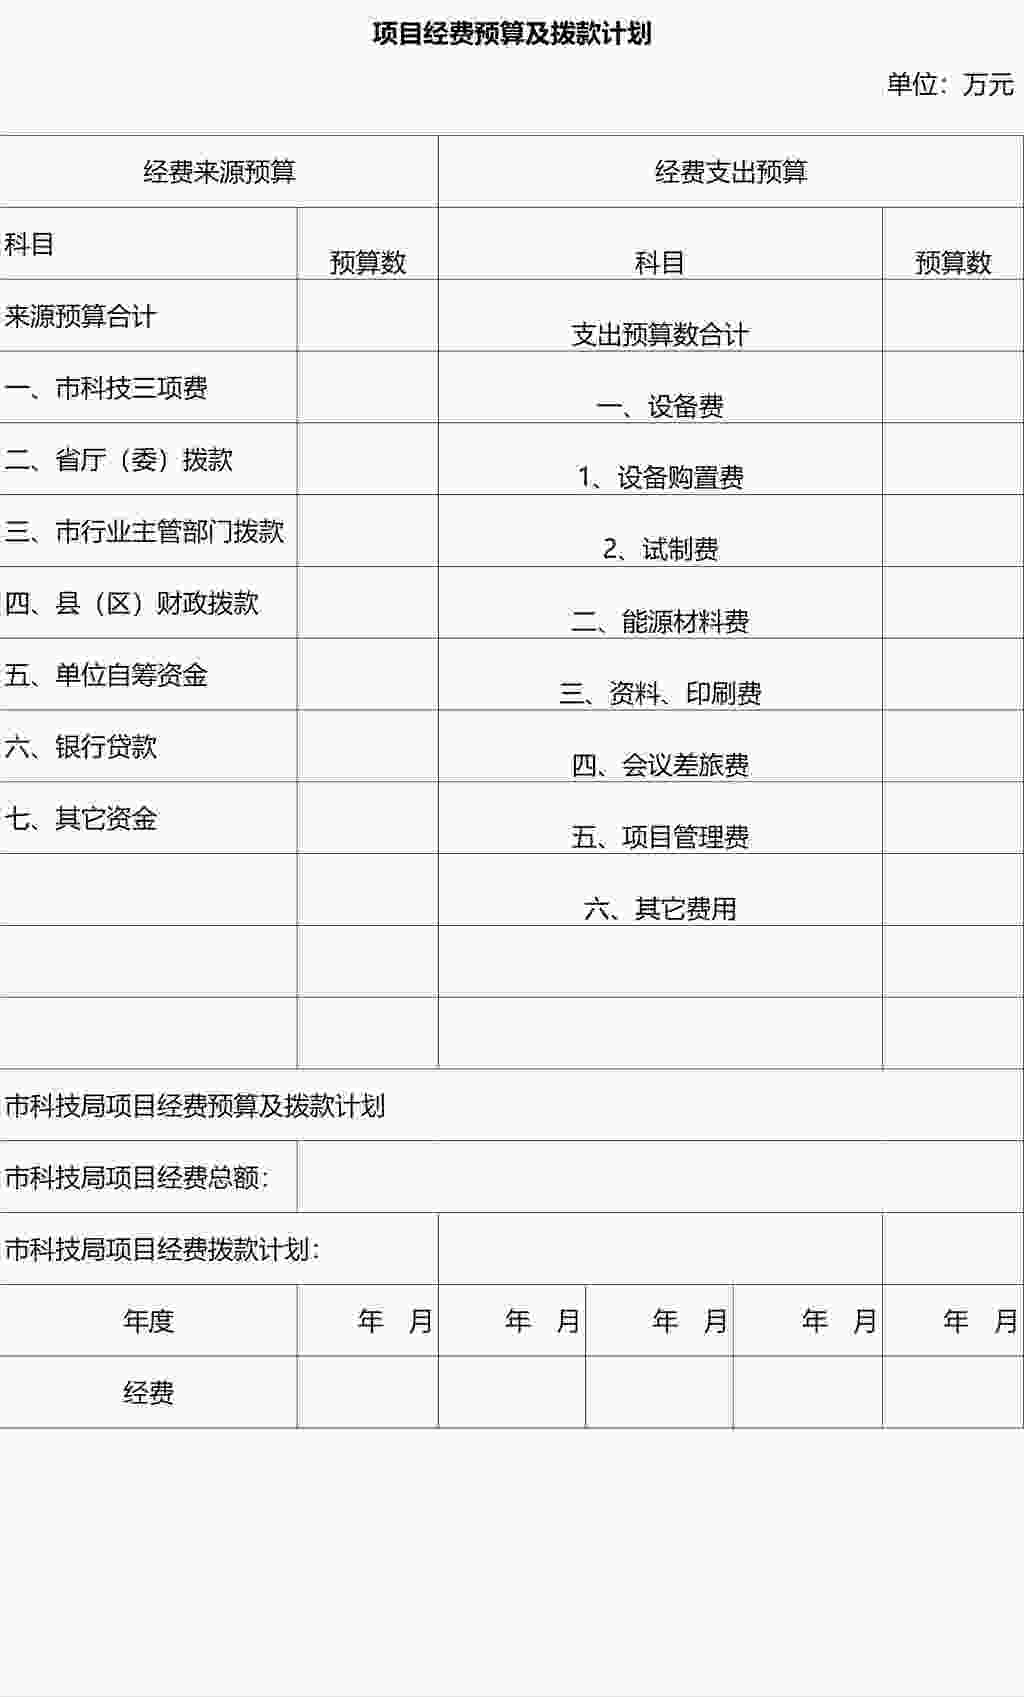 项目经费预算及拨款计划
单位：万元
经费来源预算 经费支出预算
科目 预算数 科目 预算数
来源预算合计 支出预算数合计
一、市科技三项费 一、设备费
二、省厅（委）拨款 1、设备购置费
三、市行业主管部门拨款 2、试制费
四、县（区）财政拨款 二、能源材料费
五、单位自筹资金 三、资料、印刷费
六、银行贷款 四、会议差旅费
七、其它资金 五、项目管理费
六、其它费用
市科技局项目经费预算及拨款计划
市科技局项目经费总额：
市科技局项目经费拨款计划：
年度 年 月 年 月 年 月 年 月 年 月
经费